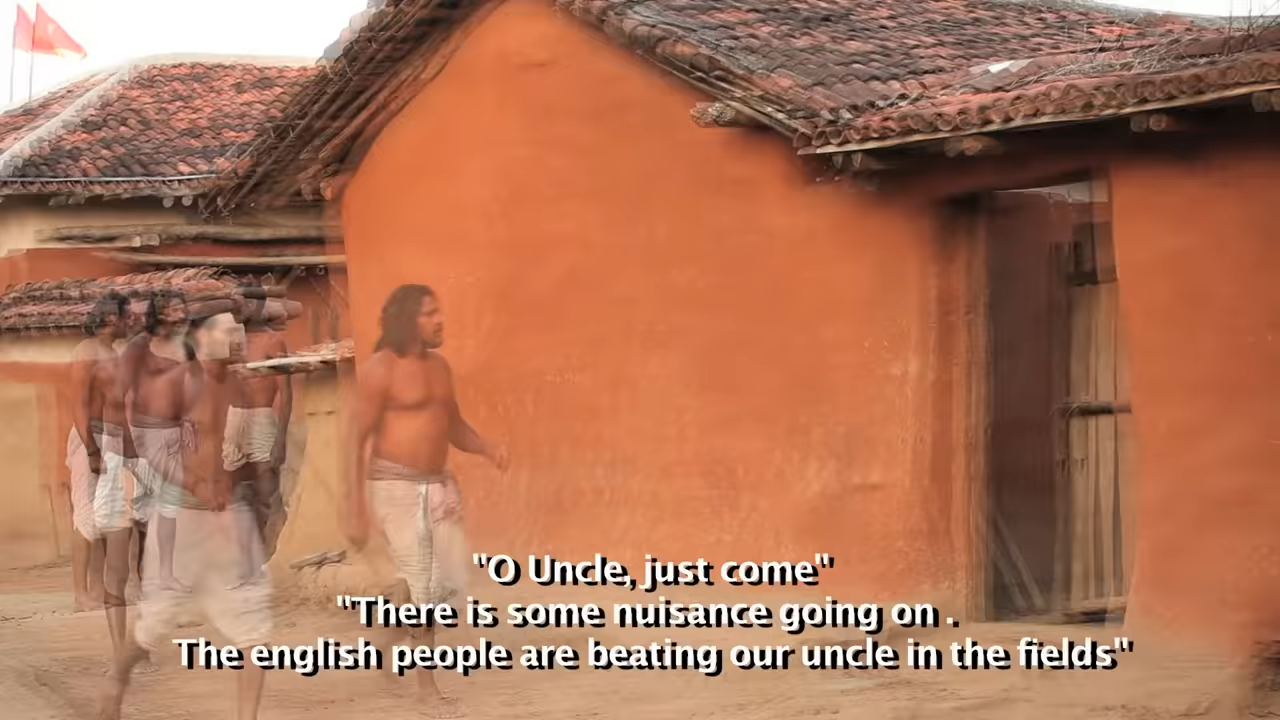 "O Uncle, just come"
"There is some nuisance going on .
The english people are beating our uncle in the fields"